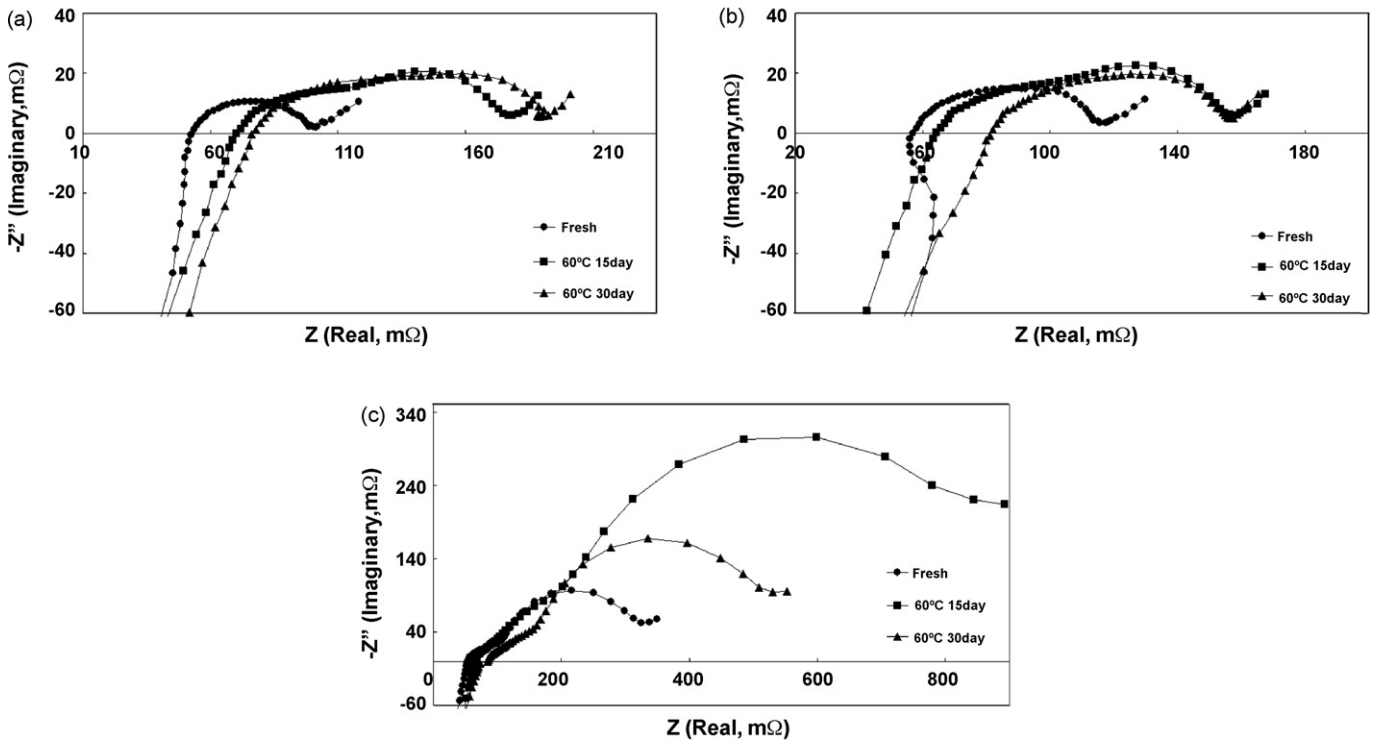 (a)
40
20
0
-20
-40
-60
10
60
110
160
210
-Z” (Imaginary,mΩ)
Z (Real, mΩ)
Fresh
60ºC 15day
60ºC 30day
(b)
40
20
0
-20
-40
-60
20
60
100
140
180
-Z” (Imaginary,mΩ)
Z (Real, mΩ)
Fresh
60ºC 15day
60ºC 30day
(c)
340
240
140
40
-60
0
200
400
600
800
-Z” (Imaginary,mΩ)
Z (Real, mΩ)
Fresh
60ºC 15day
60ºC 30day